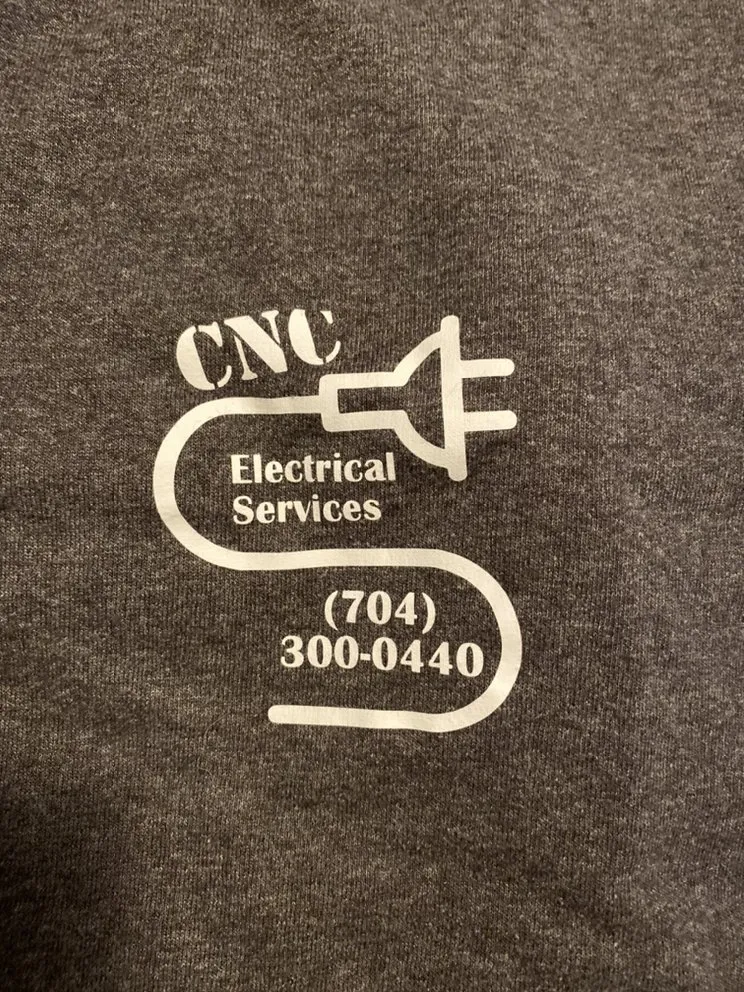 CNC
Electrical
Services
(704)
300-0440